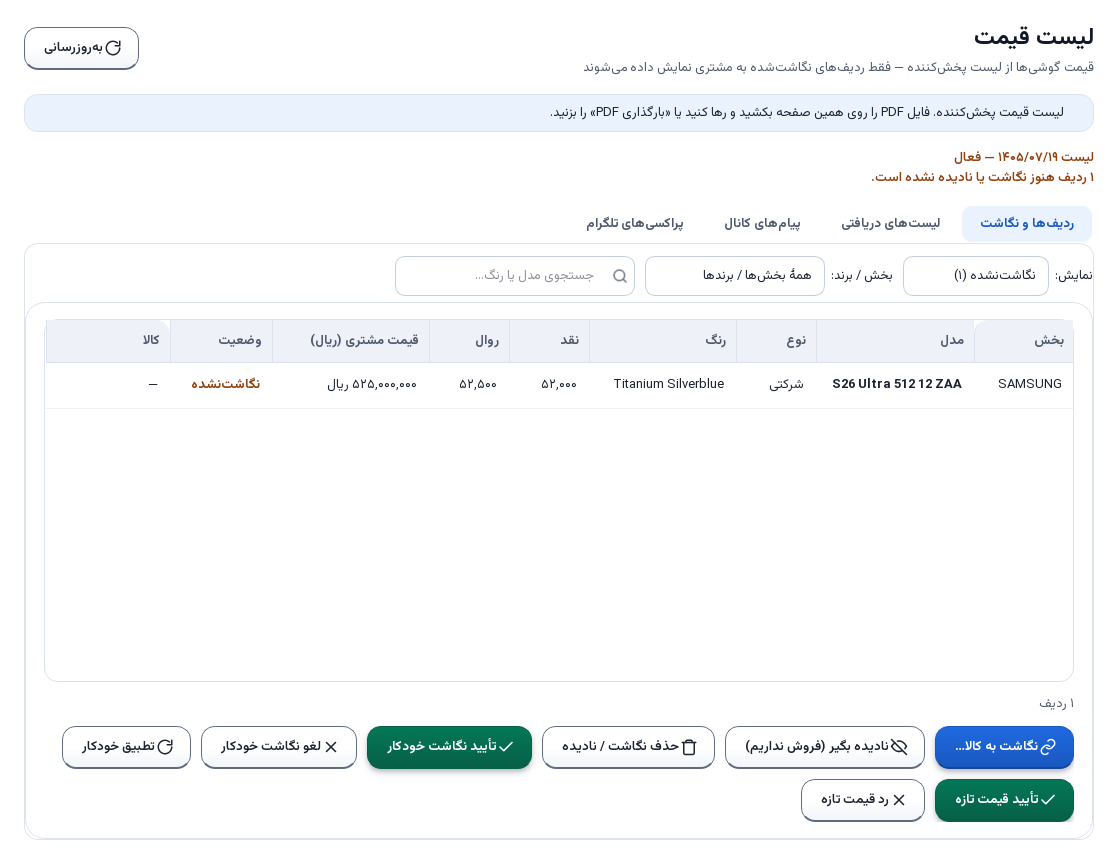 لیست قیمت
قیمت گوشی‌ها از لیست پخش‌کننده — فقط ردیف‌های نگاشت‌شده به مشتری نمایش داده می‌شوند
به‌روزرسانی
لیست قیمت پخش‌کننده. فایل PDF را روی همین صفحه بکشید و رها کنید یا «بارگذاری PDF» را بزنید.
لیست ۱۴۰۵/۰۷/۱۹ — فعال
۱ ردیف هنوز نگاشت یا نادیده نشده است.
ردیف‌ها و نگاشت لیست‌های دریافتی پیام‌های کانال پراکسی‌های تلگرام
نمایش: نگاشت‌نشده (۱) بخش / برند: همهٔ بخش‌ها / برندها جستجوی مدل یا رنگ...
بخش مدل نوع رنگ نقد روال قیمت مشتری (ریال) وضعیت کالا
SAMSUNG S26 Ultra 512 12 ZAA شرکتی Titanium Silverblue ۵۲,۰۰۰ ۵۲,۵۰۰ ۵۲۵,۰۰۰,۰۰۰ ریال نگاشت‌نشده —
۱ ردیف
نگاشت به کالا... نادیده بگیر (فروش نداریم) حذف نگاشت / نادیده تأیید نگاشت خودکار لغو نگاشت خودکار تطبیق خودکار
تأیید قیمت تازه رد قیمت تازه